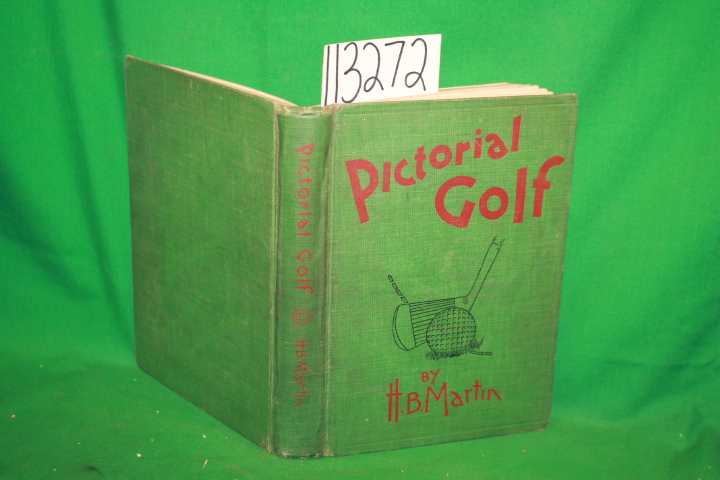 113272
Pictorial
Golf
BY
H.B. Martin
Pictorial Golf H.B. Martin